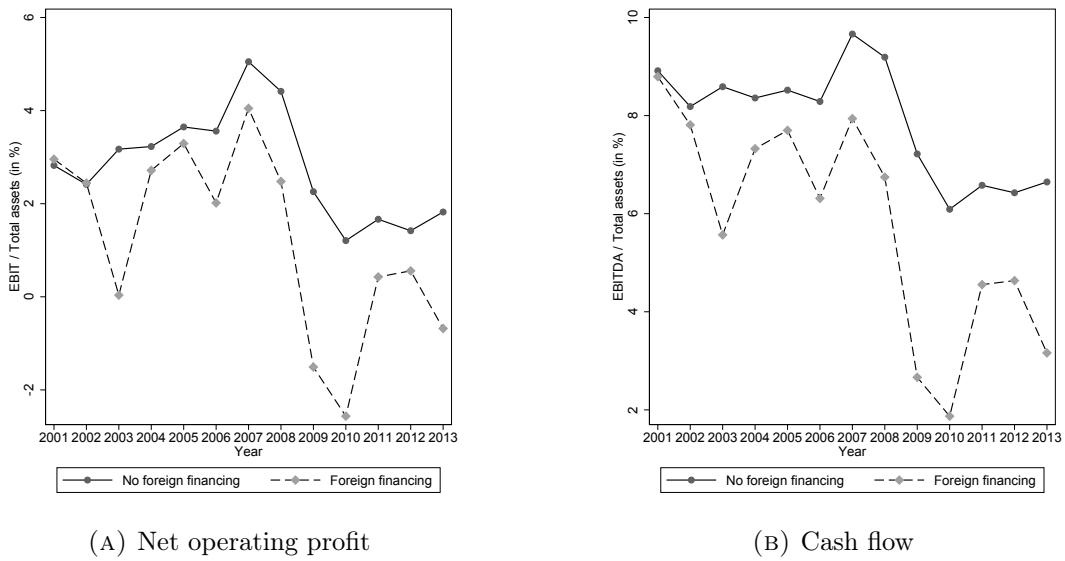 EBIT / Total assets (in %)
6
4
2
0
-2
2001 2002 2003 2004 2005 2006 2007 2008 2009 2010 2011 2012 2013
Year
No foreign financing Foreign financing
(A) Net operating profit
EBITDA / Total assets (in %)
10
8
6
4
2
2001 2002 2003 2004 2005 2006 2007 2008 2009 2010 2011 2012 2013
Year
No foreign financing Foreign financing
(B) Cash flow